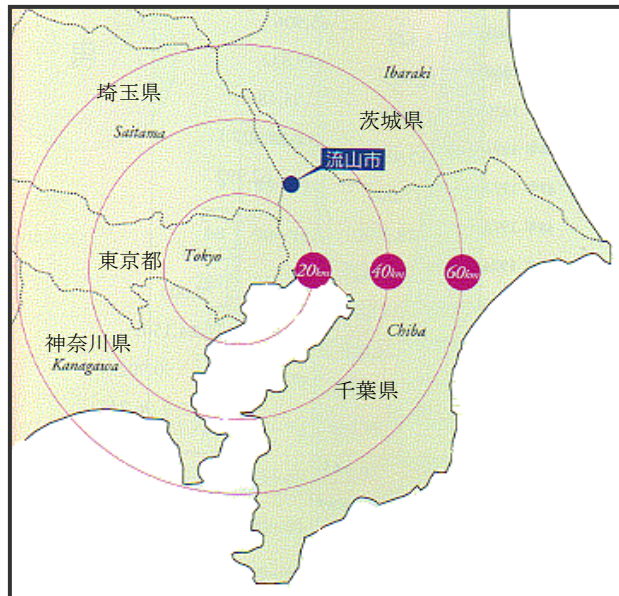 Ibaraki
埼玉県
茨城県
Saitama
流山市
東京都
Tokyo
20km
40km
60km
神奈川県
Kanagawa
Chiba
千葉県